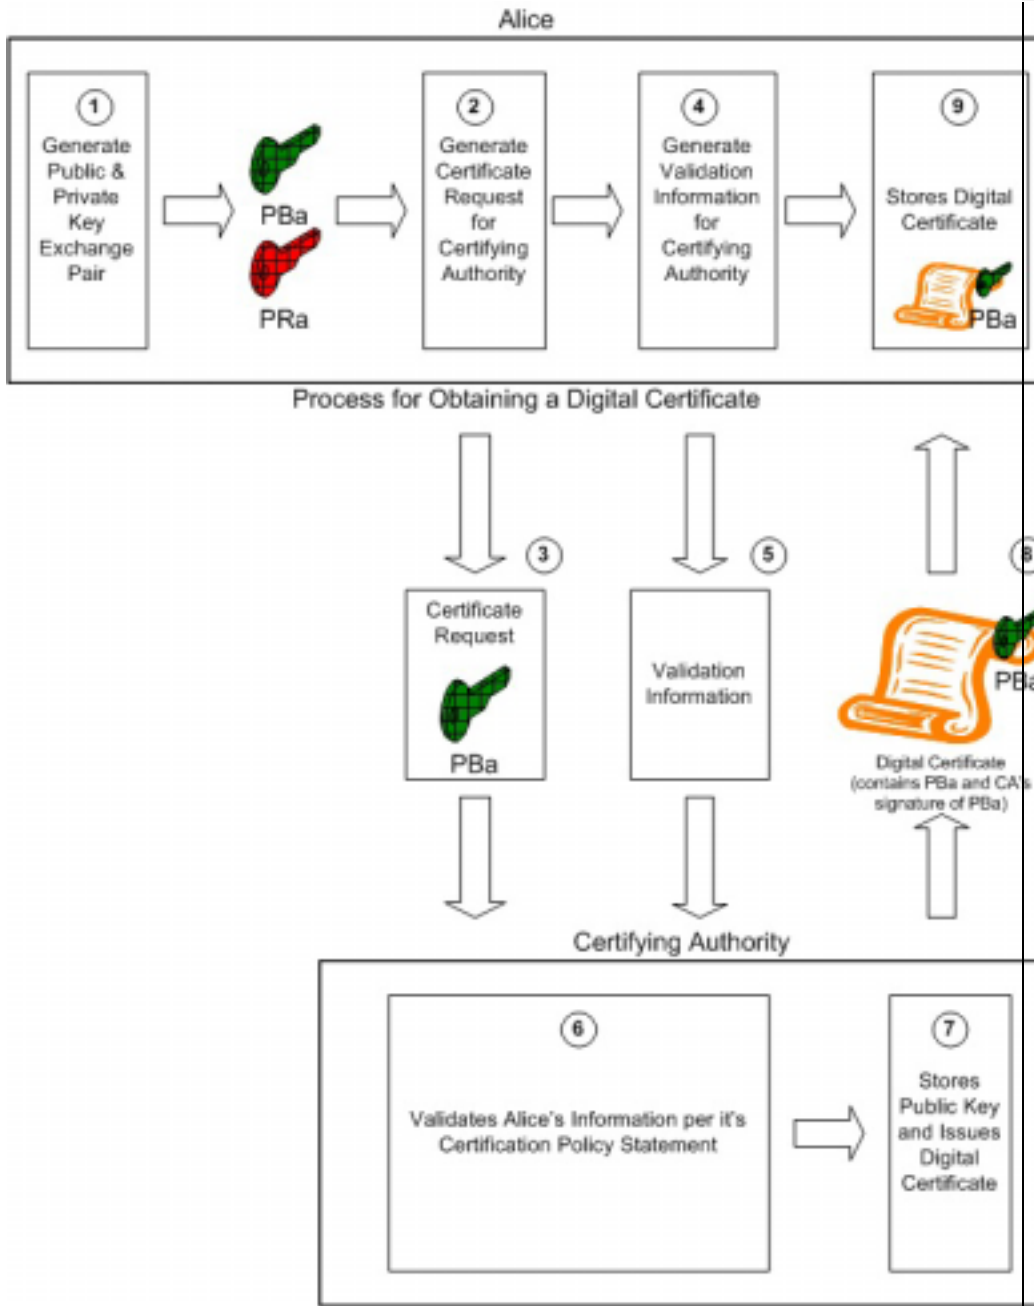 Alice
1
Generate
Public &
Private
Key
Exchange
Pair
PBa
PRa
2
Generate
Certificate
Request
for
Certifying
Authority
4
Generate
Validation
Information
for
Certifying
Authority
9
Stores Digital
Certificate
PBa
Process for Obtaining a Digital Certificate
3
Certificate
Request
PBa
5
Validation
Information
8
PBa
Digital Certificate
(contains PBa and CA's
signature of PBa)
Certifying Authority
6
Validates Alice's Information per it's
Certification Policy Statement
7
Stores
Public Key
and Issues
Digital
Certificate